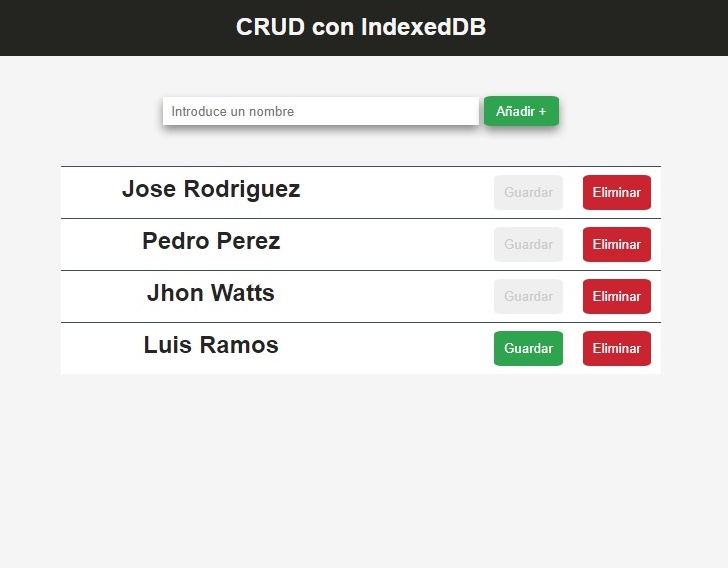 CRUD con IndexedDB
Introduce un nombre Añadir +
Jose Rodriguez Guardar Eliminar
Pedro Perez Guardar Eliminar
Jhon Watts Guardar Eliminar
Luis Ramos Guardar Eliminar